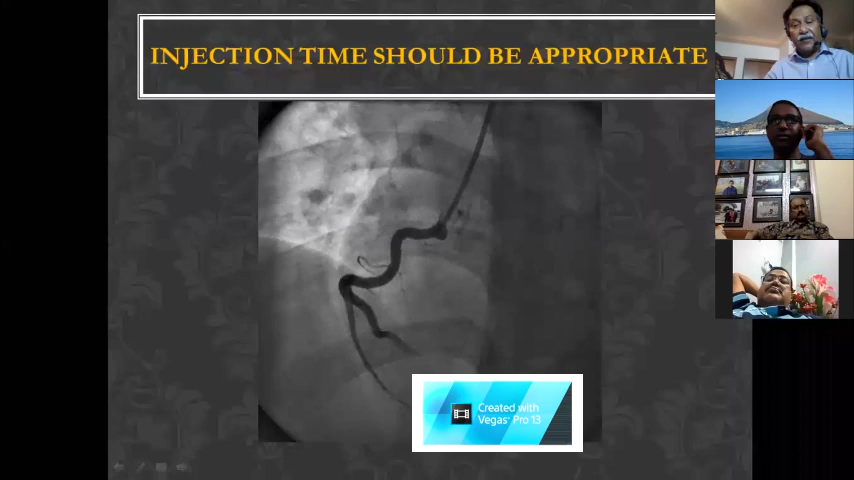 INJECTION TIME SHOULD BE APPROPRIATE
Created with
Vegas® Pro 13